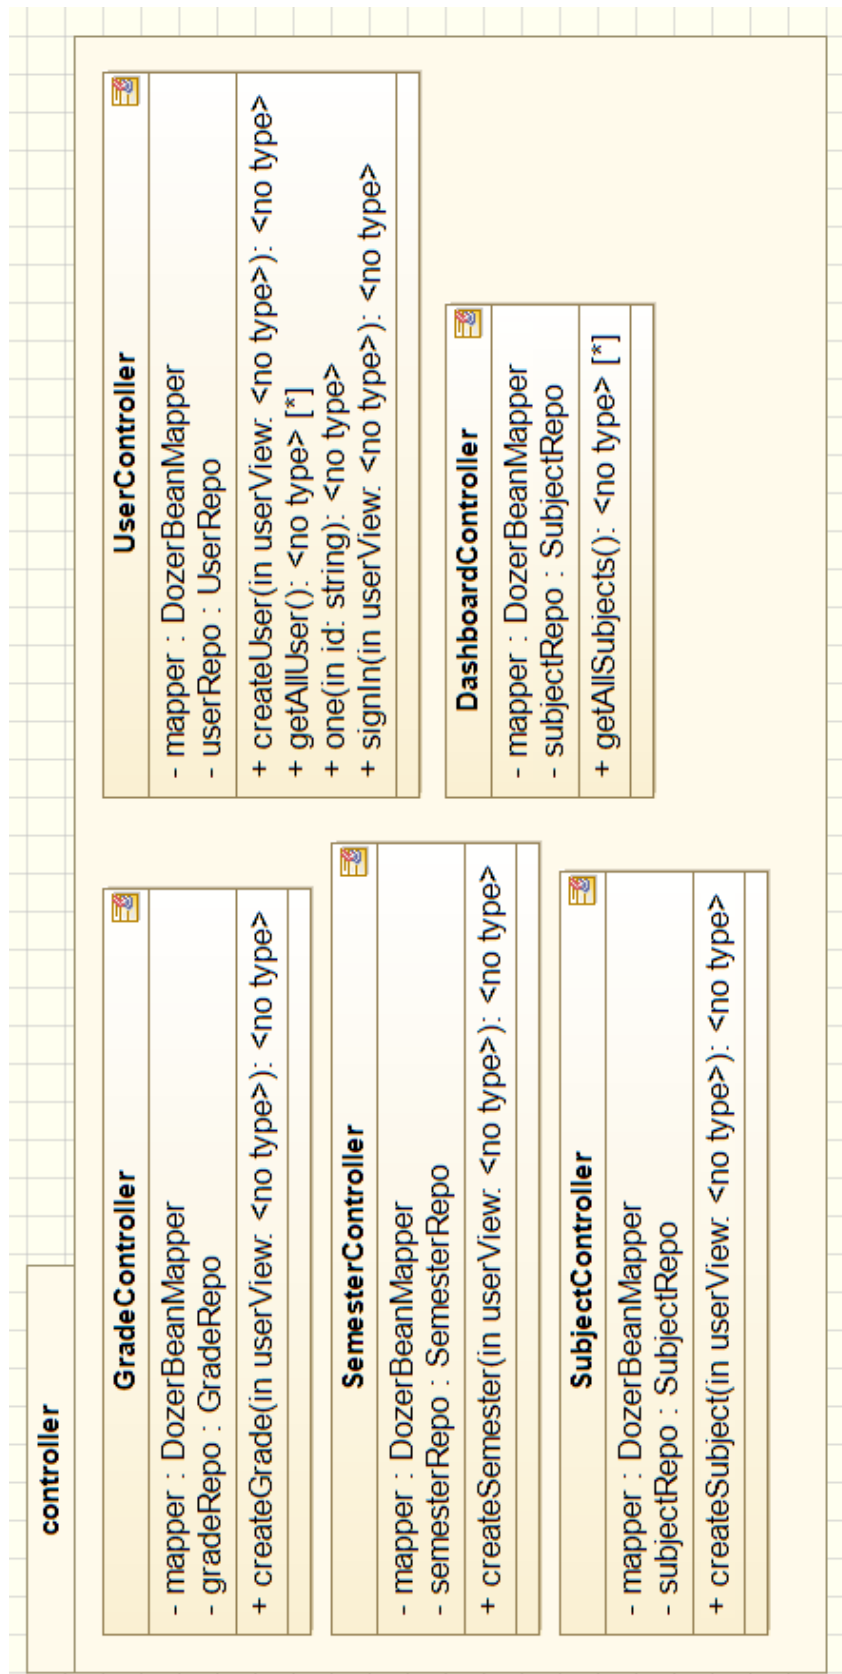 controller
GradeController
- mapper : DozerBeanMapper
- gradeRepo : GradeRepo
+ createGrade(in userView: <no type>): <no type>
UserController
- mapper : DozerBeanMapper
- userRepo : UserRepo
+ createUser(in userView: <no type>): <no type>
+ getAllUser(): <no type> [*]
+ one(in id: string): <no type>
+ signIn(in userView: <no type>): <no type>
SemesterController
- mapper : DozerBeanMapper
- semesterRepo : SemesterRepo
+ createSemester(in userView: <no type>): <no type>
DashboardController
- mapper : DozerBeanMapper
- subjectRepo : SubjectRepo
+ getAllSubjects(): <no type> [*]
SubjectController
- mapper : DozerBeanMapper
- subjectRepo : SubjectRepo
+ createSubject(in userView: <no type>): <no type>